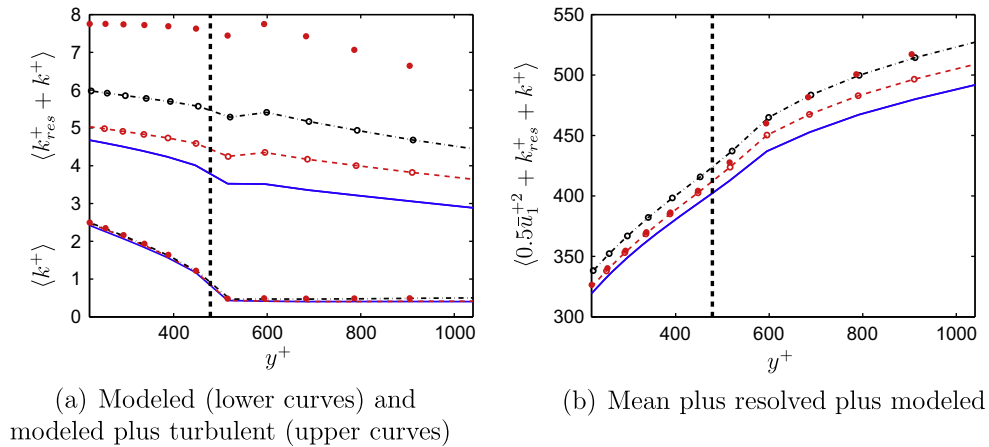 8
7
6
5
4
3
2
1
0
⟨k⁺_res + k⁺⟩
⟨k⁺⟩
400 600 800 1000
y⁺
(a) Modeled (lower curves) and
modeled plus turbulent (upper curves)
550
500
450
400
350
300
⟨0.5ū₁⁺² + k⁺_res + k⁺⟩
400 600 800 1000
y⁺
(b) Mean plus resolved plus modeled